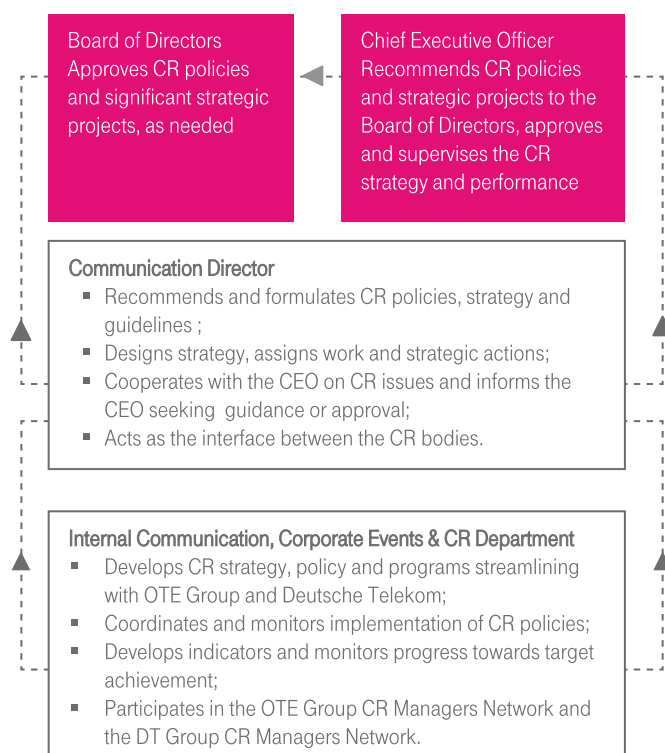 Board of Directors
Approves CR policies
and significant strategic
projects, as needed
Chief Executive Officer
Recommends CR policies
and strategic projects to the
Board of Directors, approves
and supervises the CR
strategy and performance
Communication Director
▪ Recommends and formulates CR policies, strategy and
guidelines ;
▪ Designs strategy, assigns work and strategic actions;
▪ Cooperates with the CEO on CR issues and informs the
CEO seeking guidance or approval;
▪ Acts as the interface between the CR bodies.
Internal Communication, Corporate Events & CR Department
▪ Develops CR strategy, policy and programs streamlining
with OTE Group and Deutsche Telekom;
▪ Coordinates and monitors implementation of CR policies;
▪ Develops indicators and monitors progress towards target
achievement;
▪ Participates in the OTE Group CR Managers Network and
the DT Group CR Managers Network.